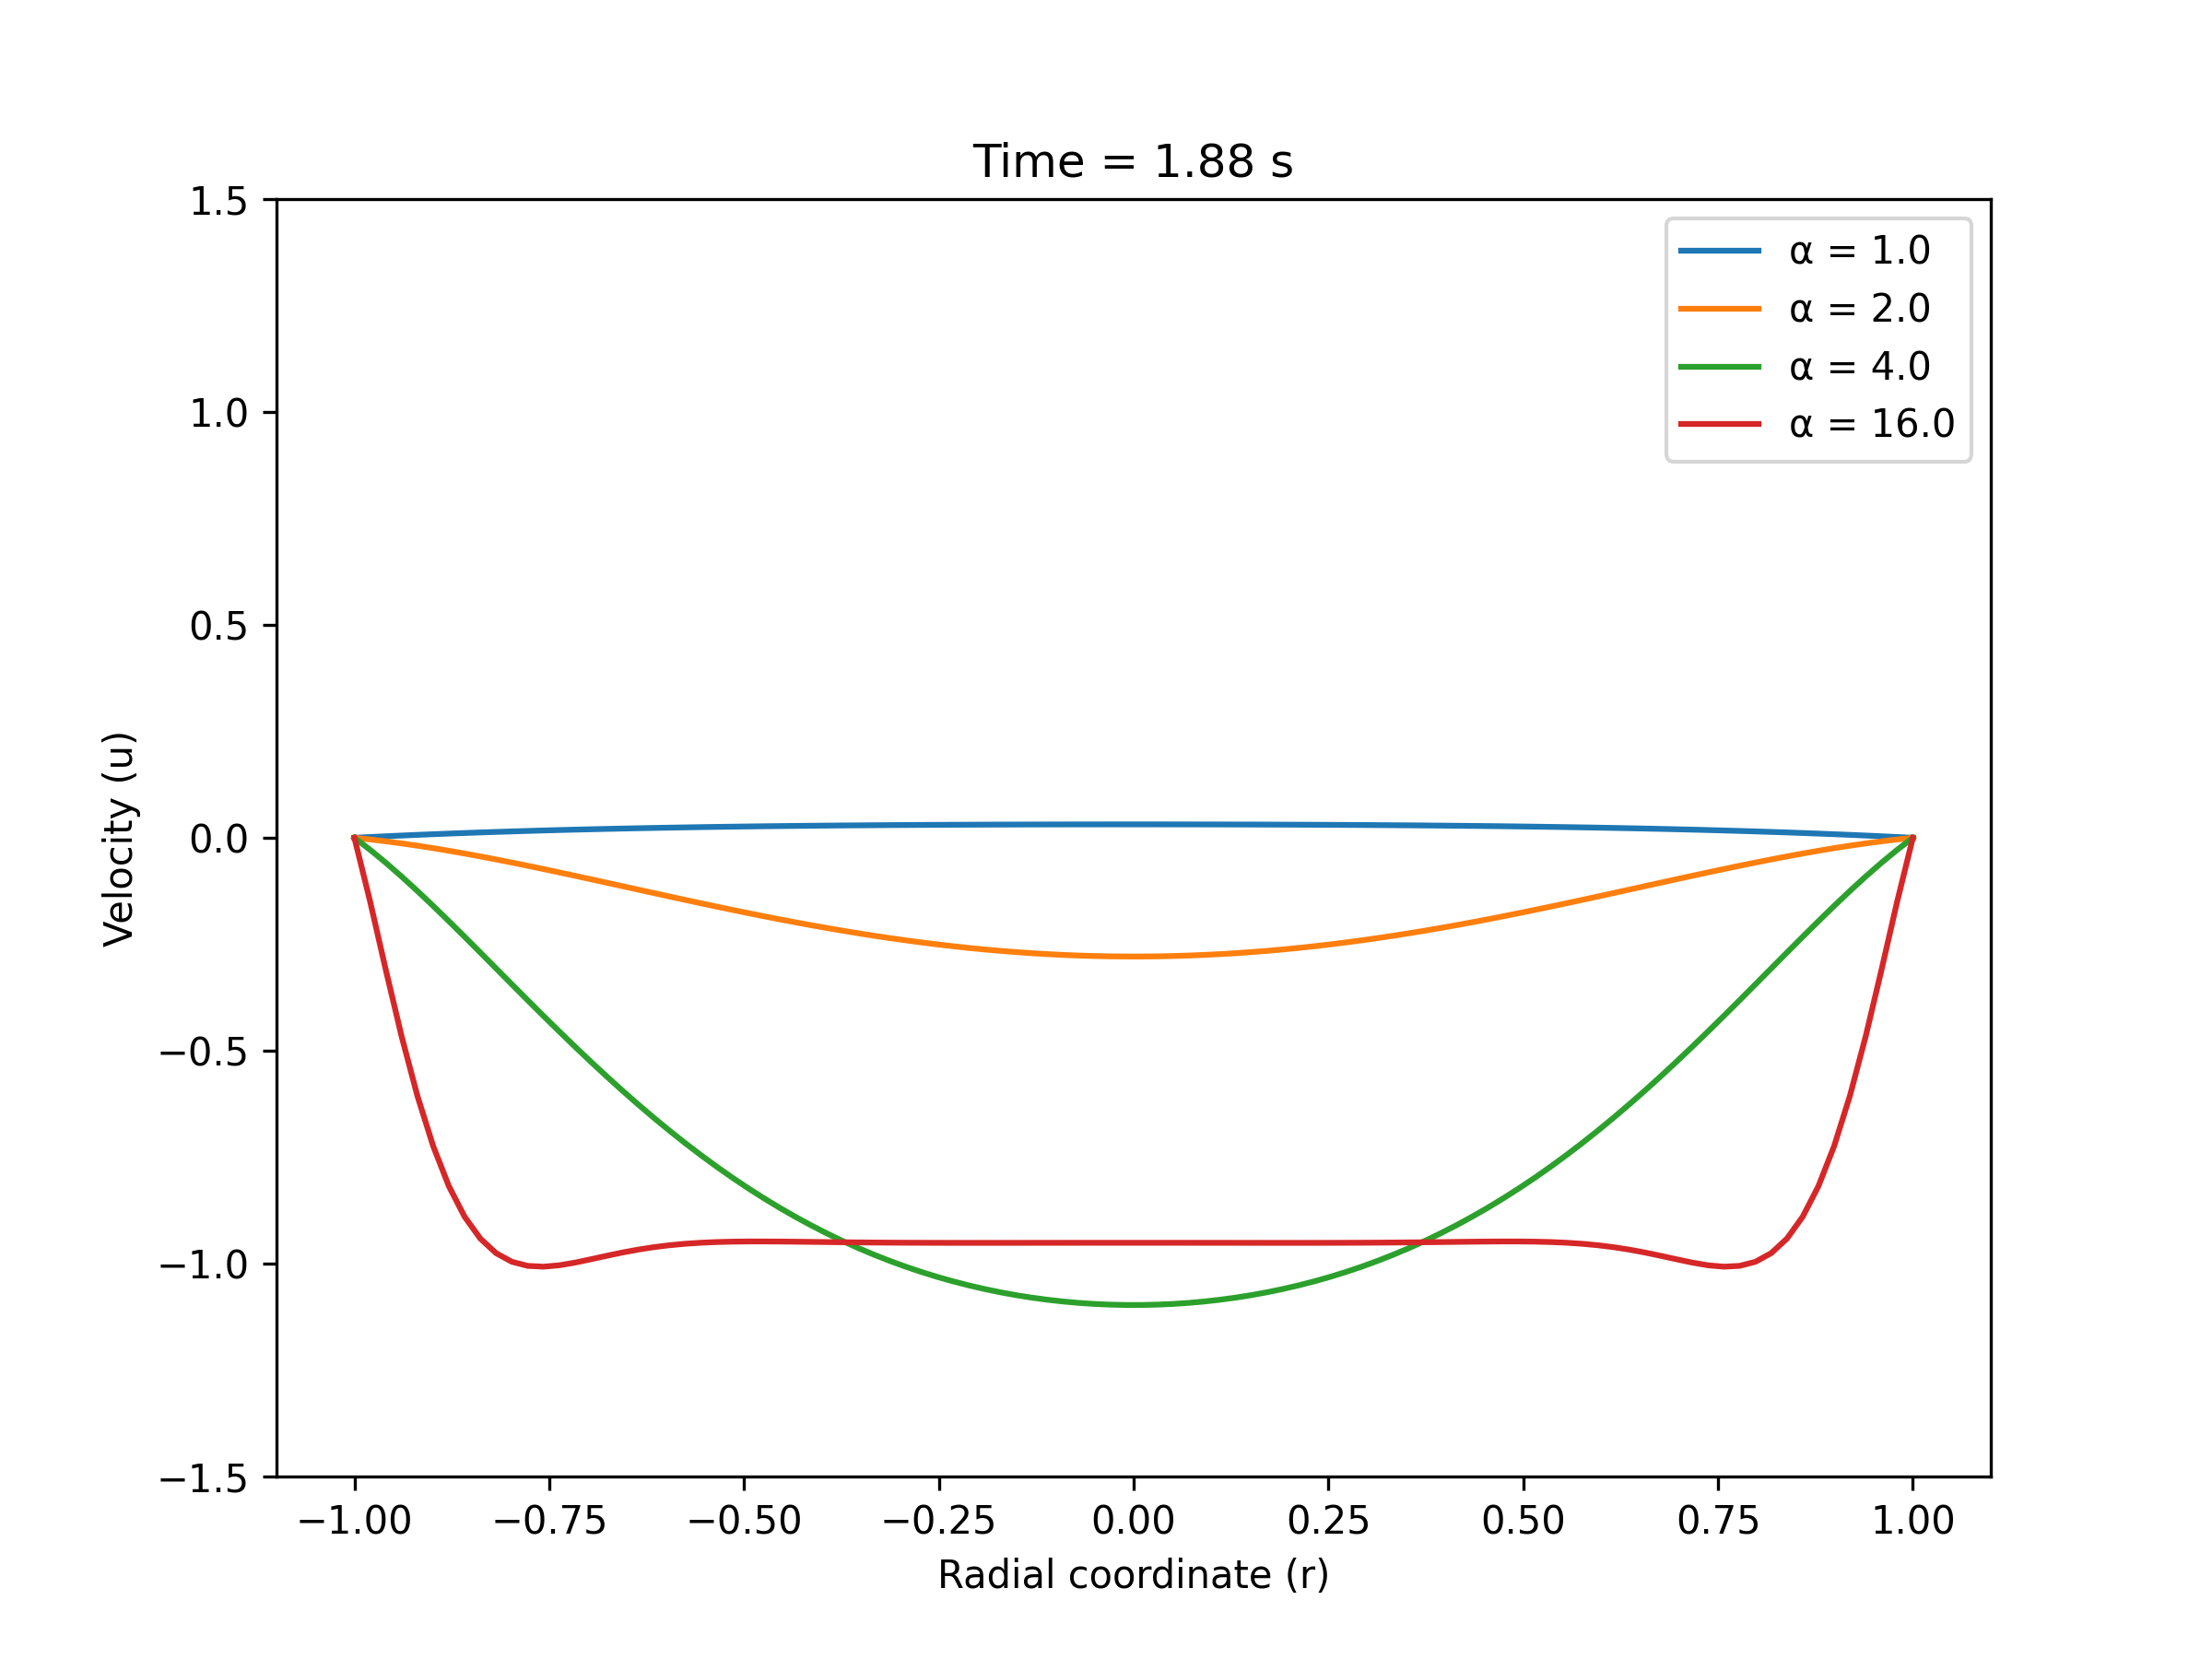 Time = 1.88 s
α = 1.0
α = 2.0
α = 4.0
α = 16.0
Velocity (u)
1.5
1.0
0.5
0.0
−0.5
−1.0
−1.5
−1.00 −0.75 −0.50 −0.25 0.00 0.25 0.50 0.75 1.00
Radial coordinate (r)